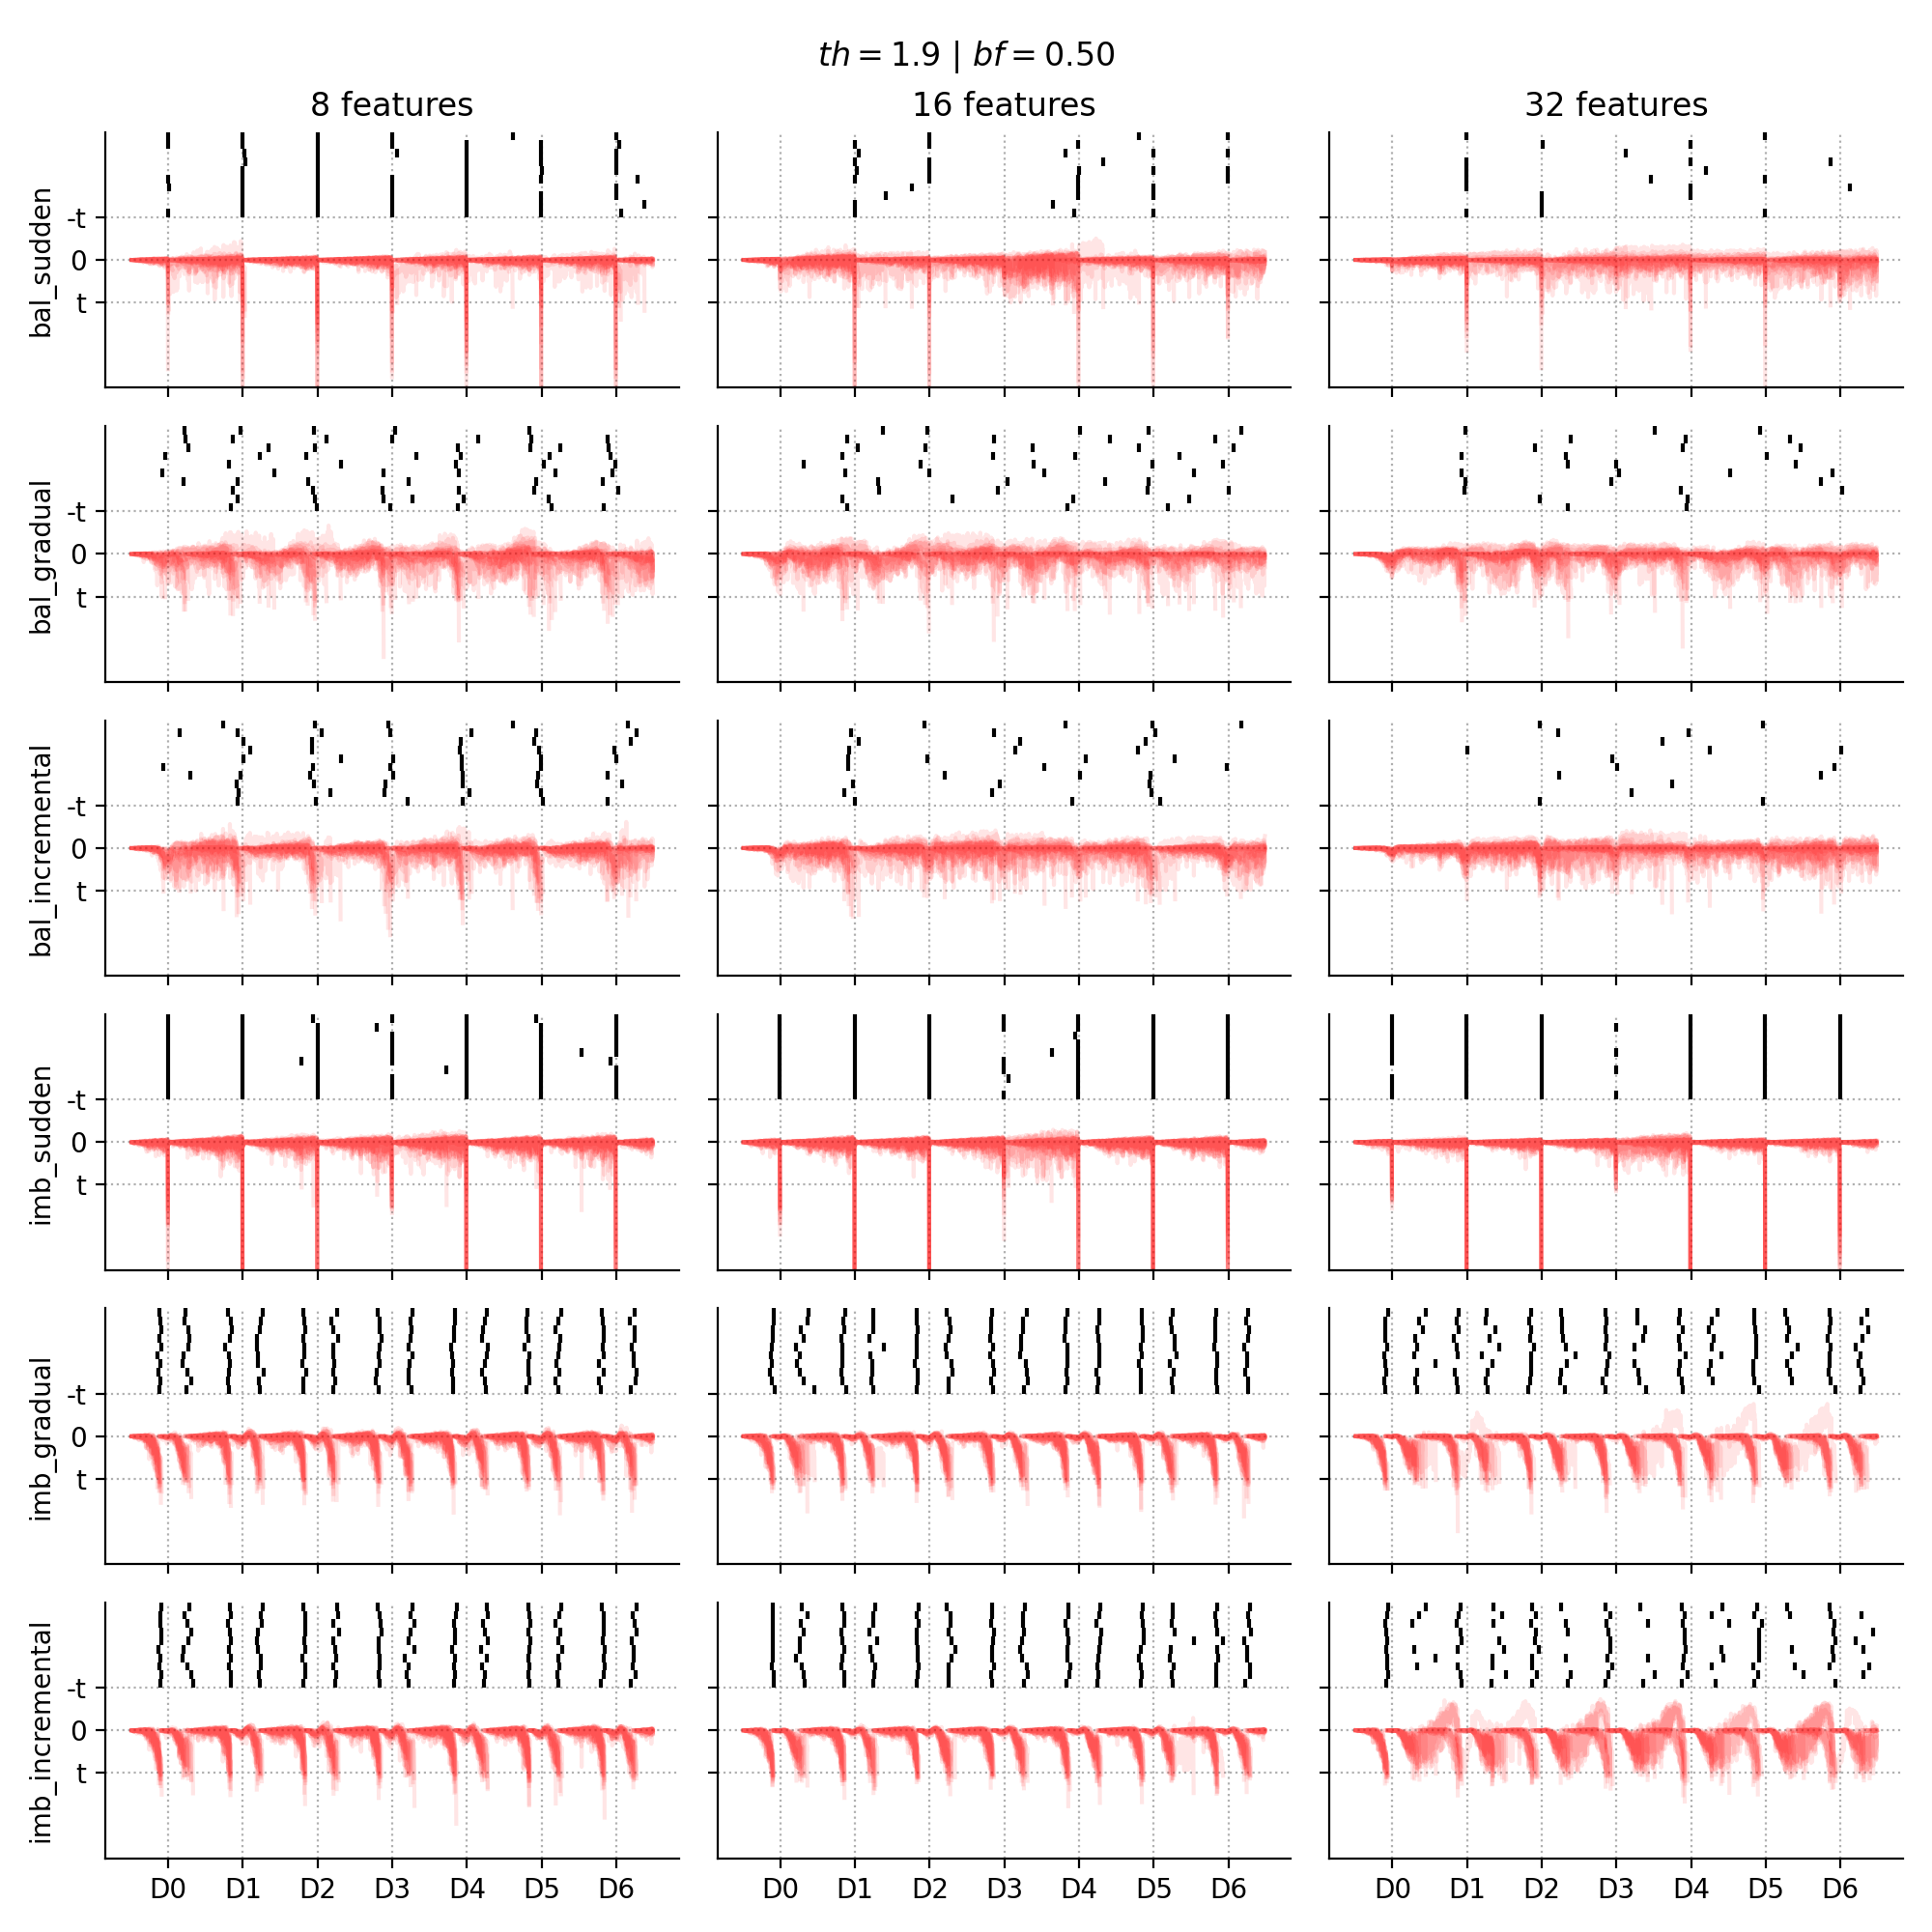 th = 1.9 | bf = 0.50
8 features 16 features 32 features
bal_sudden
-t
0
t
bal_gradual
-t
0
t
bal_incremental
-t
0
t
imb_sudden
-t
0
t
imb_gradual
-t
0
t
imb_incremental
-t
0
t
D0 D1 D2 D3 D4 D5 D6 D0 D1 D2 D3 D4 D5 D6 D0 D1 D2 D3 D4 D5 D6